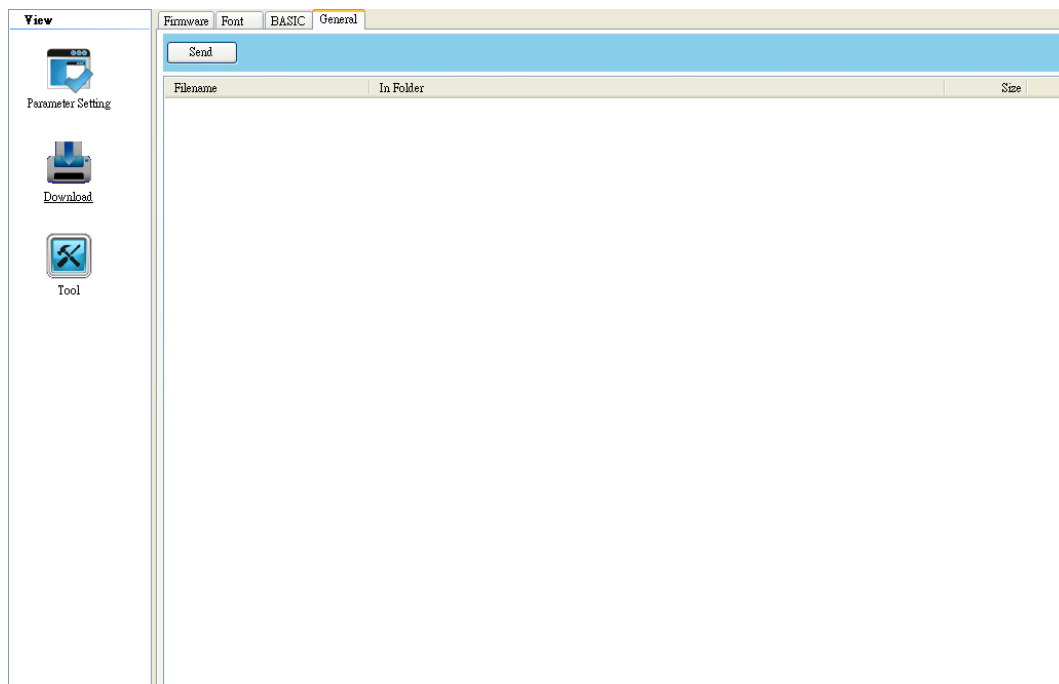 View
Parameter Setting
Download
Tool
Firmware Font BASIC General
Send
Filename In Folder Size